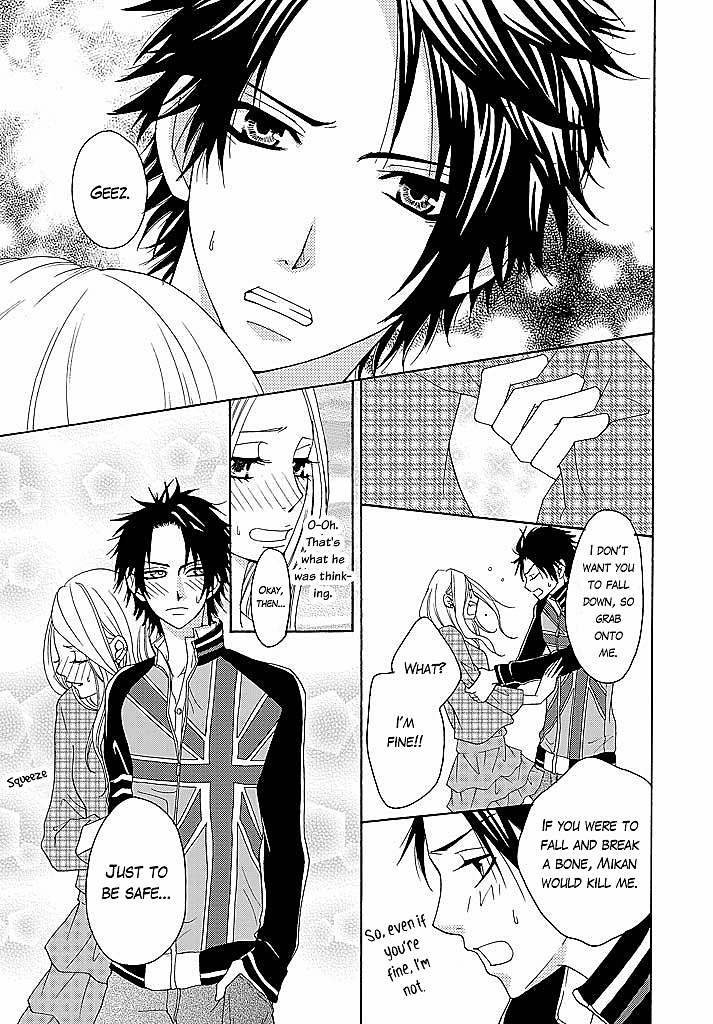 GEEZ.
I DON'T
WANT YOU
TO FALL
DOWN, SO
GRAB
ONTO
ME.
WHAT?
I'M
FINE!!
IF YOU WERE TO
FALL AND BREAK
A BONE, MIKAN
WOULD KILL ME.
So, even if
you're
fine, I'm
not.
O-Oh.
That's
what he
was think-
ing.
OKAY,
THEN...
Squeeze
JUST TO
BE SAFE...